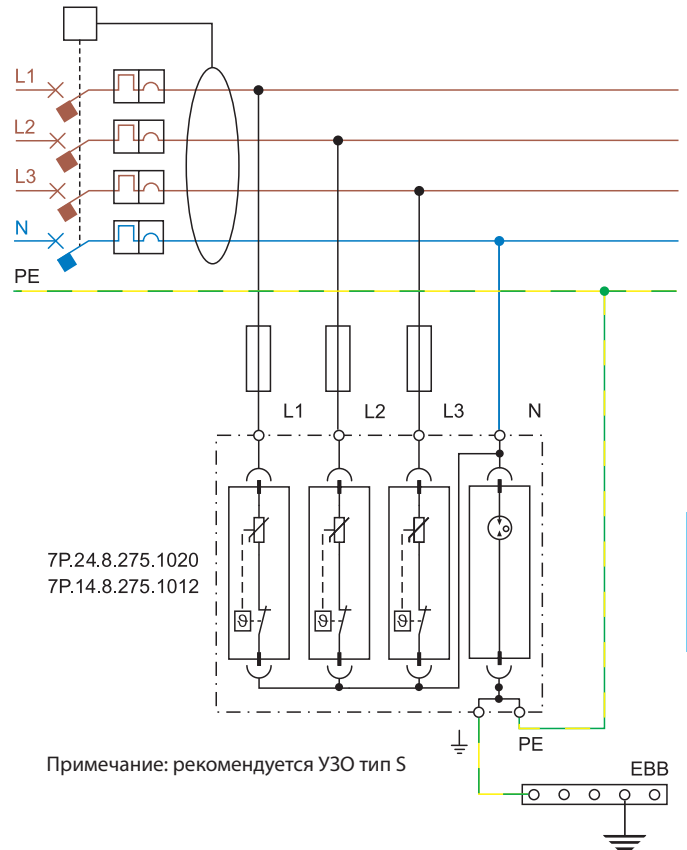 L1
L2
L3
N
PE
L1 L2 L3 N
7P.24.8.275.1020
7P.14.8.275.1012
ϑ ϑ ϑ
PE
Примечание: рекомендуется УЗО тип S
EBB